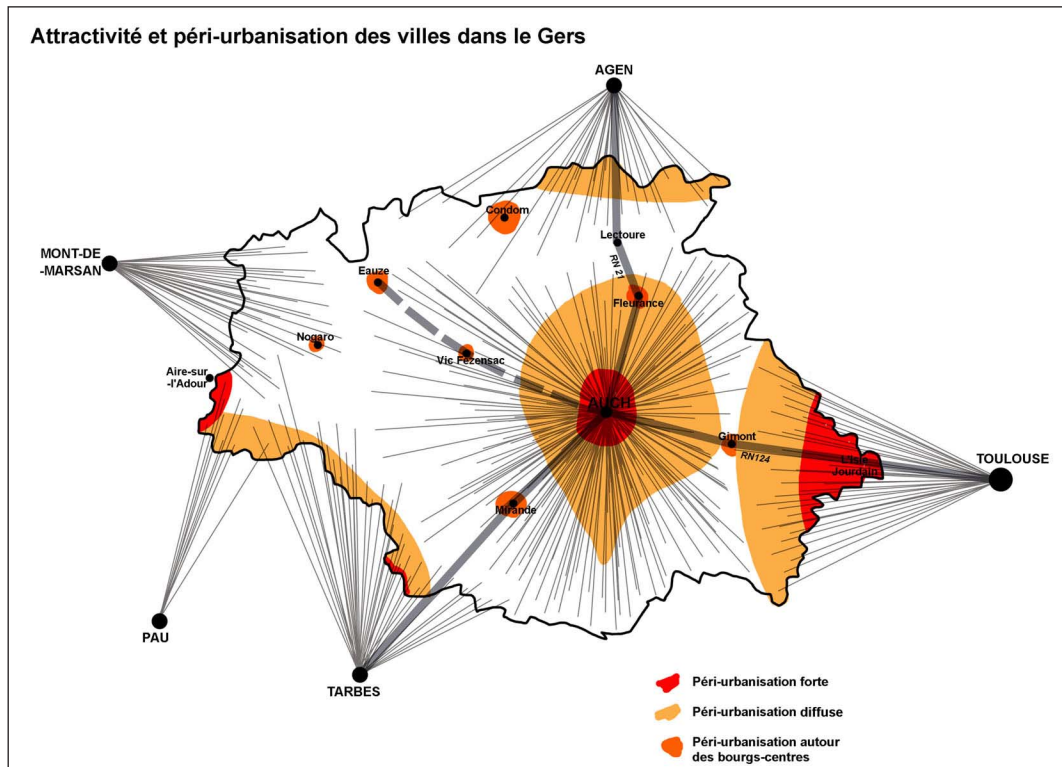 Attractivité et péri-urbanisation des villes dans le Gers
AGEN
Condom
MONT-DE
-MARSAN
Lectoure
RN 21
Eauze
Fleurance
Nogaro
Vic Fezensac
Aire-sur
-l'Adour
AUCH
Gimont
RN124
L'Isle
Jourdain
TOULOUSE
Mirande
PAU
TARBES
Péri-urbanisation forte
Péri-urbanisation diffuse
Péri-urbanisation autour
des bourgs-centres